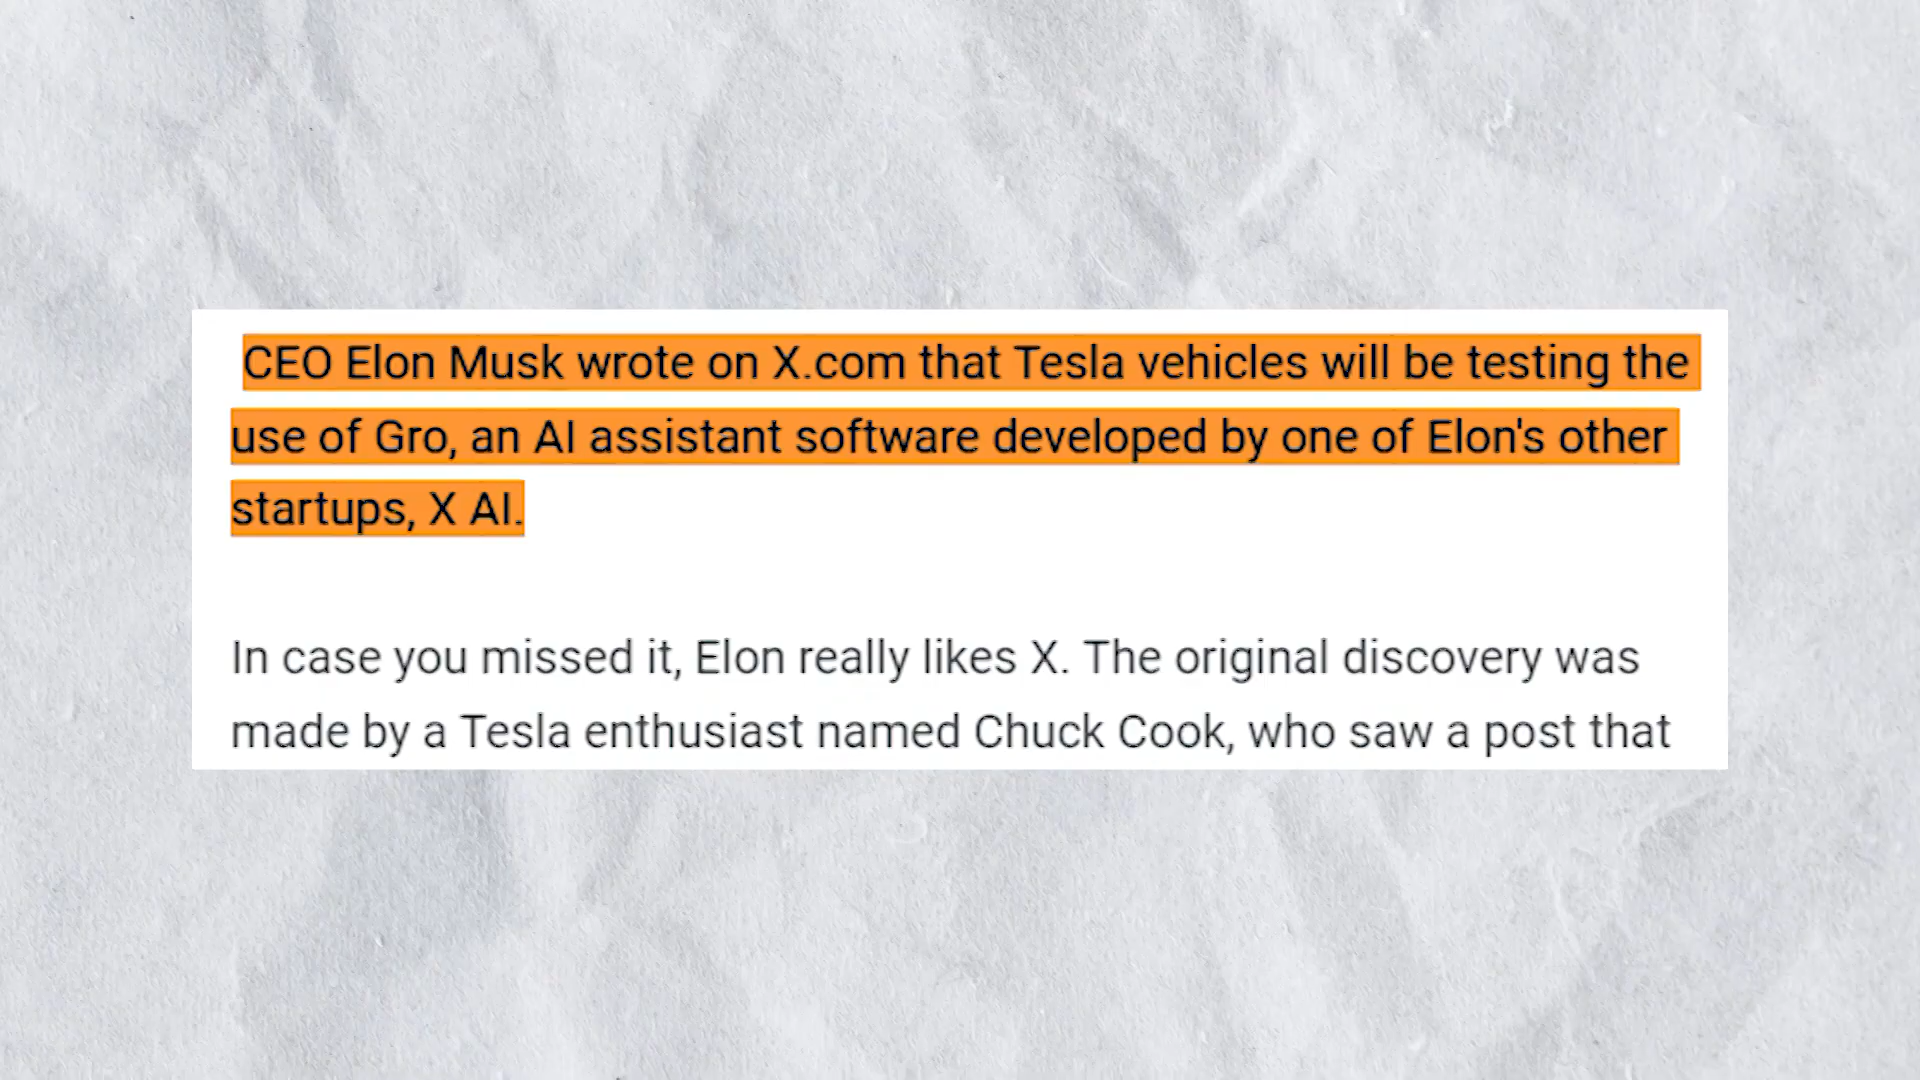 CEO Elon Musk wrote on X.com that Tesla vehicles will be testing the
use of Gro, an AI assistant software developed by one of Elon's other
startups, X AI.
In case you missed it, Elon really likes X. The original discovery was
made by a Tesla enthusiast named Chuck Cook, who saw a post that